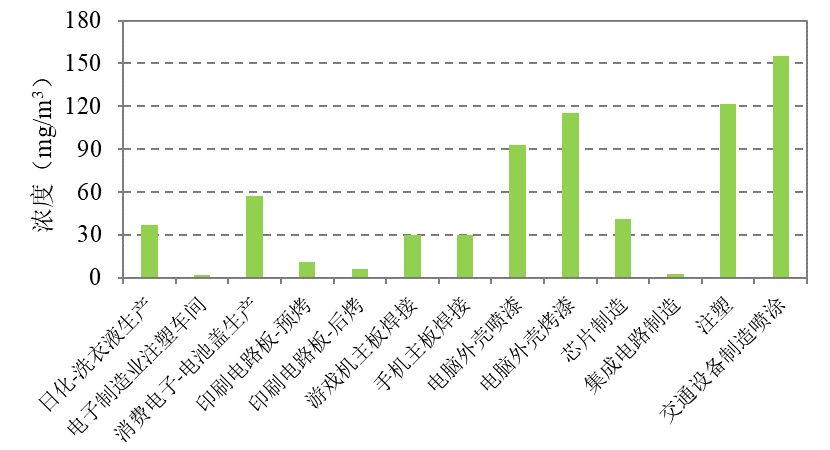 180
150
120
90
60
30
0
浓度（mg/m³）
日化-洗衣液生产
电子制造业注塑车间
消费电子-电池盖生产
印刷电路板-预烤
印刷电路板-后烤
游戏机主板焊接
手机主板焊接
电脑外壳喷漆
电脑外壳烤漆
芯片制造
集成电路制造
注塑
交通设备制造喷涂